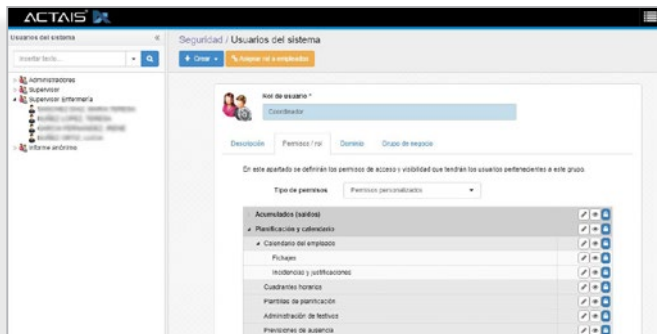 ACTAIS
Usuarios del sistema
Insertar texto...
Administradores
Supervisor
Supervisor Enfermería
Informe anónimo
Seguridad / Usuarios del sistema
+ Crear
Asignar rol a empleados
Rol de usuario *
Coordinador
Descripción Permisos / rol Dominio Grupo de negocio
En este apartado se definirán los permisos de acceso y visibilidad que tendrán los usuarios pertenecientes a este grupo.
Tipo de permisos Permisos personalizados
Acumulados (saldos)
Planificación y calendario
Calendario del empleado
Fichajes
Incidencias y justificaciones
Cuadrantes horarios
Plantillas de planificación
Administración de festivos
Previsiones de ausencia